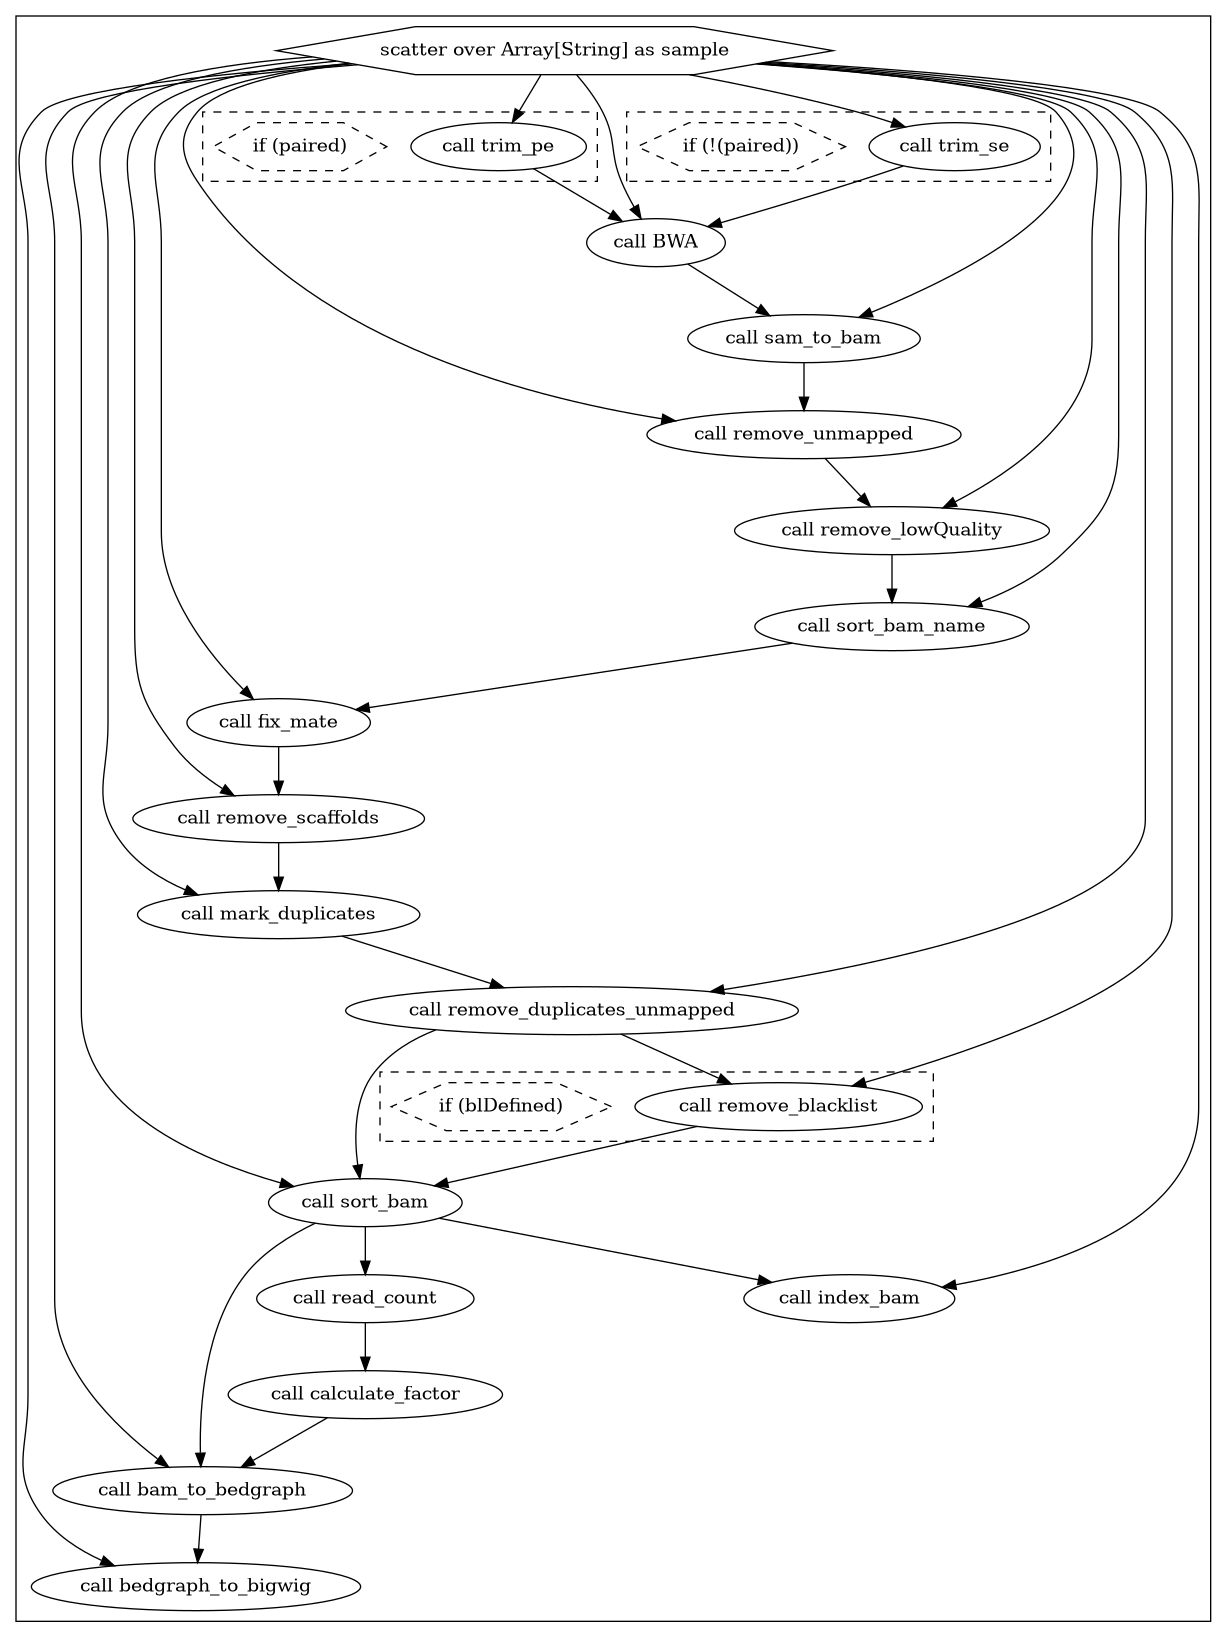 scatter over Array[String] as sample
if (paired)
call trim_pe
if (!(paired))
call trim_se
call BWA
call sam_to_bam
call remove_unmapped
call remove_lowQuality
call sort_bam_name
call fix_mate
call remove_scaffolds
call mark_duplicates
call remove_duplicates_unmapped
if (blDefined)
call remove_blacklist
call sort_bam
call read_count
call index_bam
call calculate_factor
call bam_to_bedgraph
call bedgraph_to_bigwig